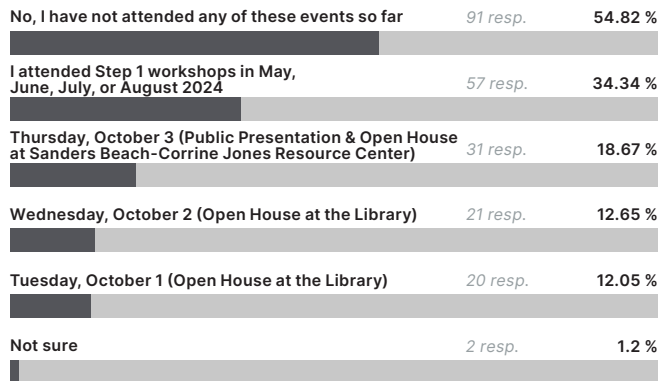 No, I have not attended any of these events so far 91 resp. 54.82 %
I attended Step 1 workshops in May,
June, July, or August 2024 57 resp. 34.34 %
Thursday, October 3 (Public Presentation & Open House
at Sanders Beach-Corrine Jones Resource Center) 31 resp. 18.67 %
Wednesday, October 2 (Open House at the Library) 21 resp. 12.65 %
Tuesday, October 1 (Open House at the Library) 20 resp. 12.05 %
Not sure 2 resp. 1.2 %